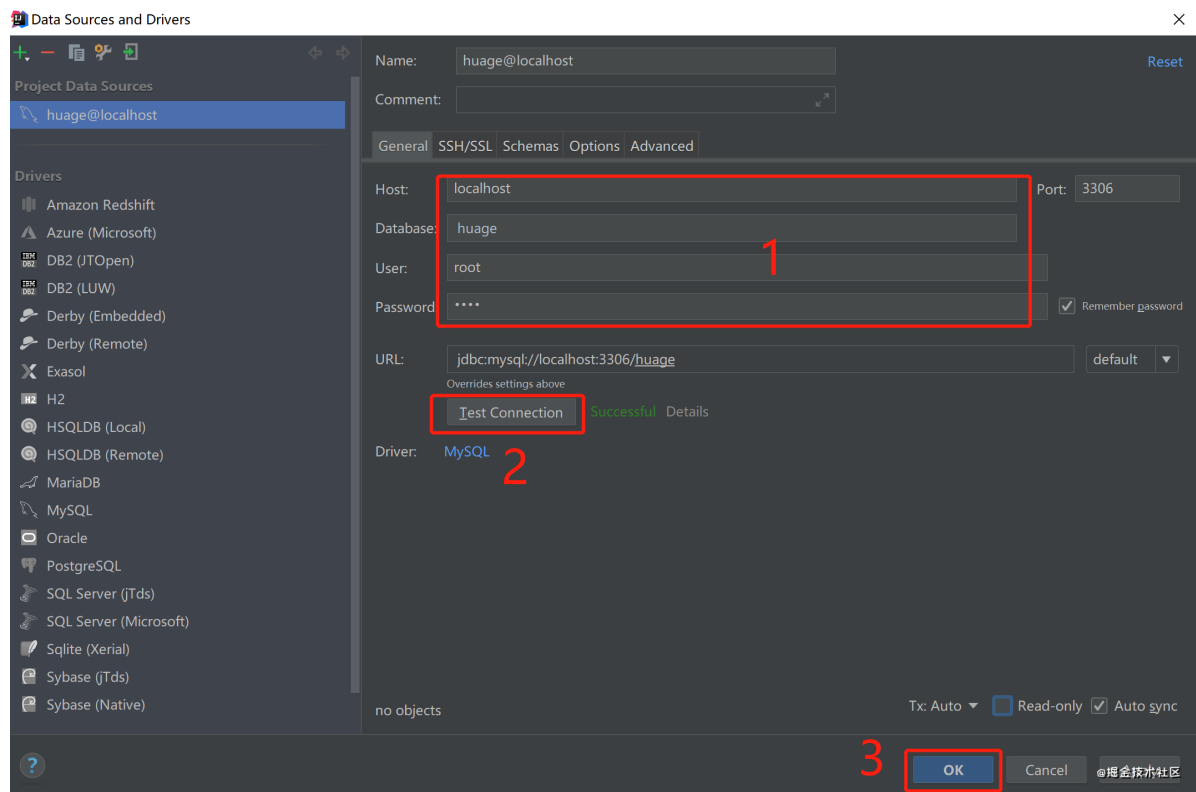 Data Sources and Drivers
Project Data Sources
huage@localhost
Drivers
Amazon Redshift
Azure (Microsoft)
DB2 (JTOpen)
DB2 (LUW)
Derby (Embedded)
Derby (Remote)
Exasol
H2
HSQLDB (Local)
HSQLDB (Remote)
MariaDB
MySQL
Oracle
PostgreSQL
SQL Server (jTds)
SQL Server (Microsoft)
Sqlite (Xerial)
Sybase (jTds)
Sybase (Native)
?
Name: huage@localhost Reset
Comment:
General SSH/SSL Schemas Options Advanced
Host: localhost Port: 3306
Database: huage
1
User: root
Password •••• Remember password
URL: jdbc:mysql://localhost:3306/huage default
Overrides settings above
Test Connection Successful Details
Driver: MySQL
2
no objects Tx: Auto Read-only Auto sync
3
OK Cancel
@掘金技术社区